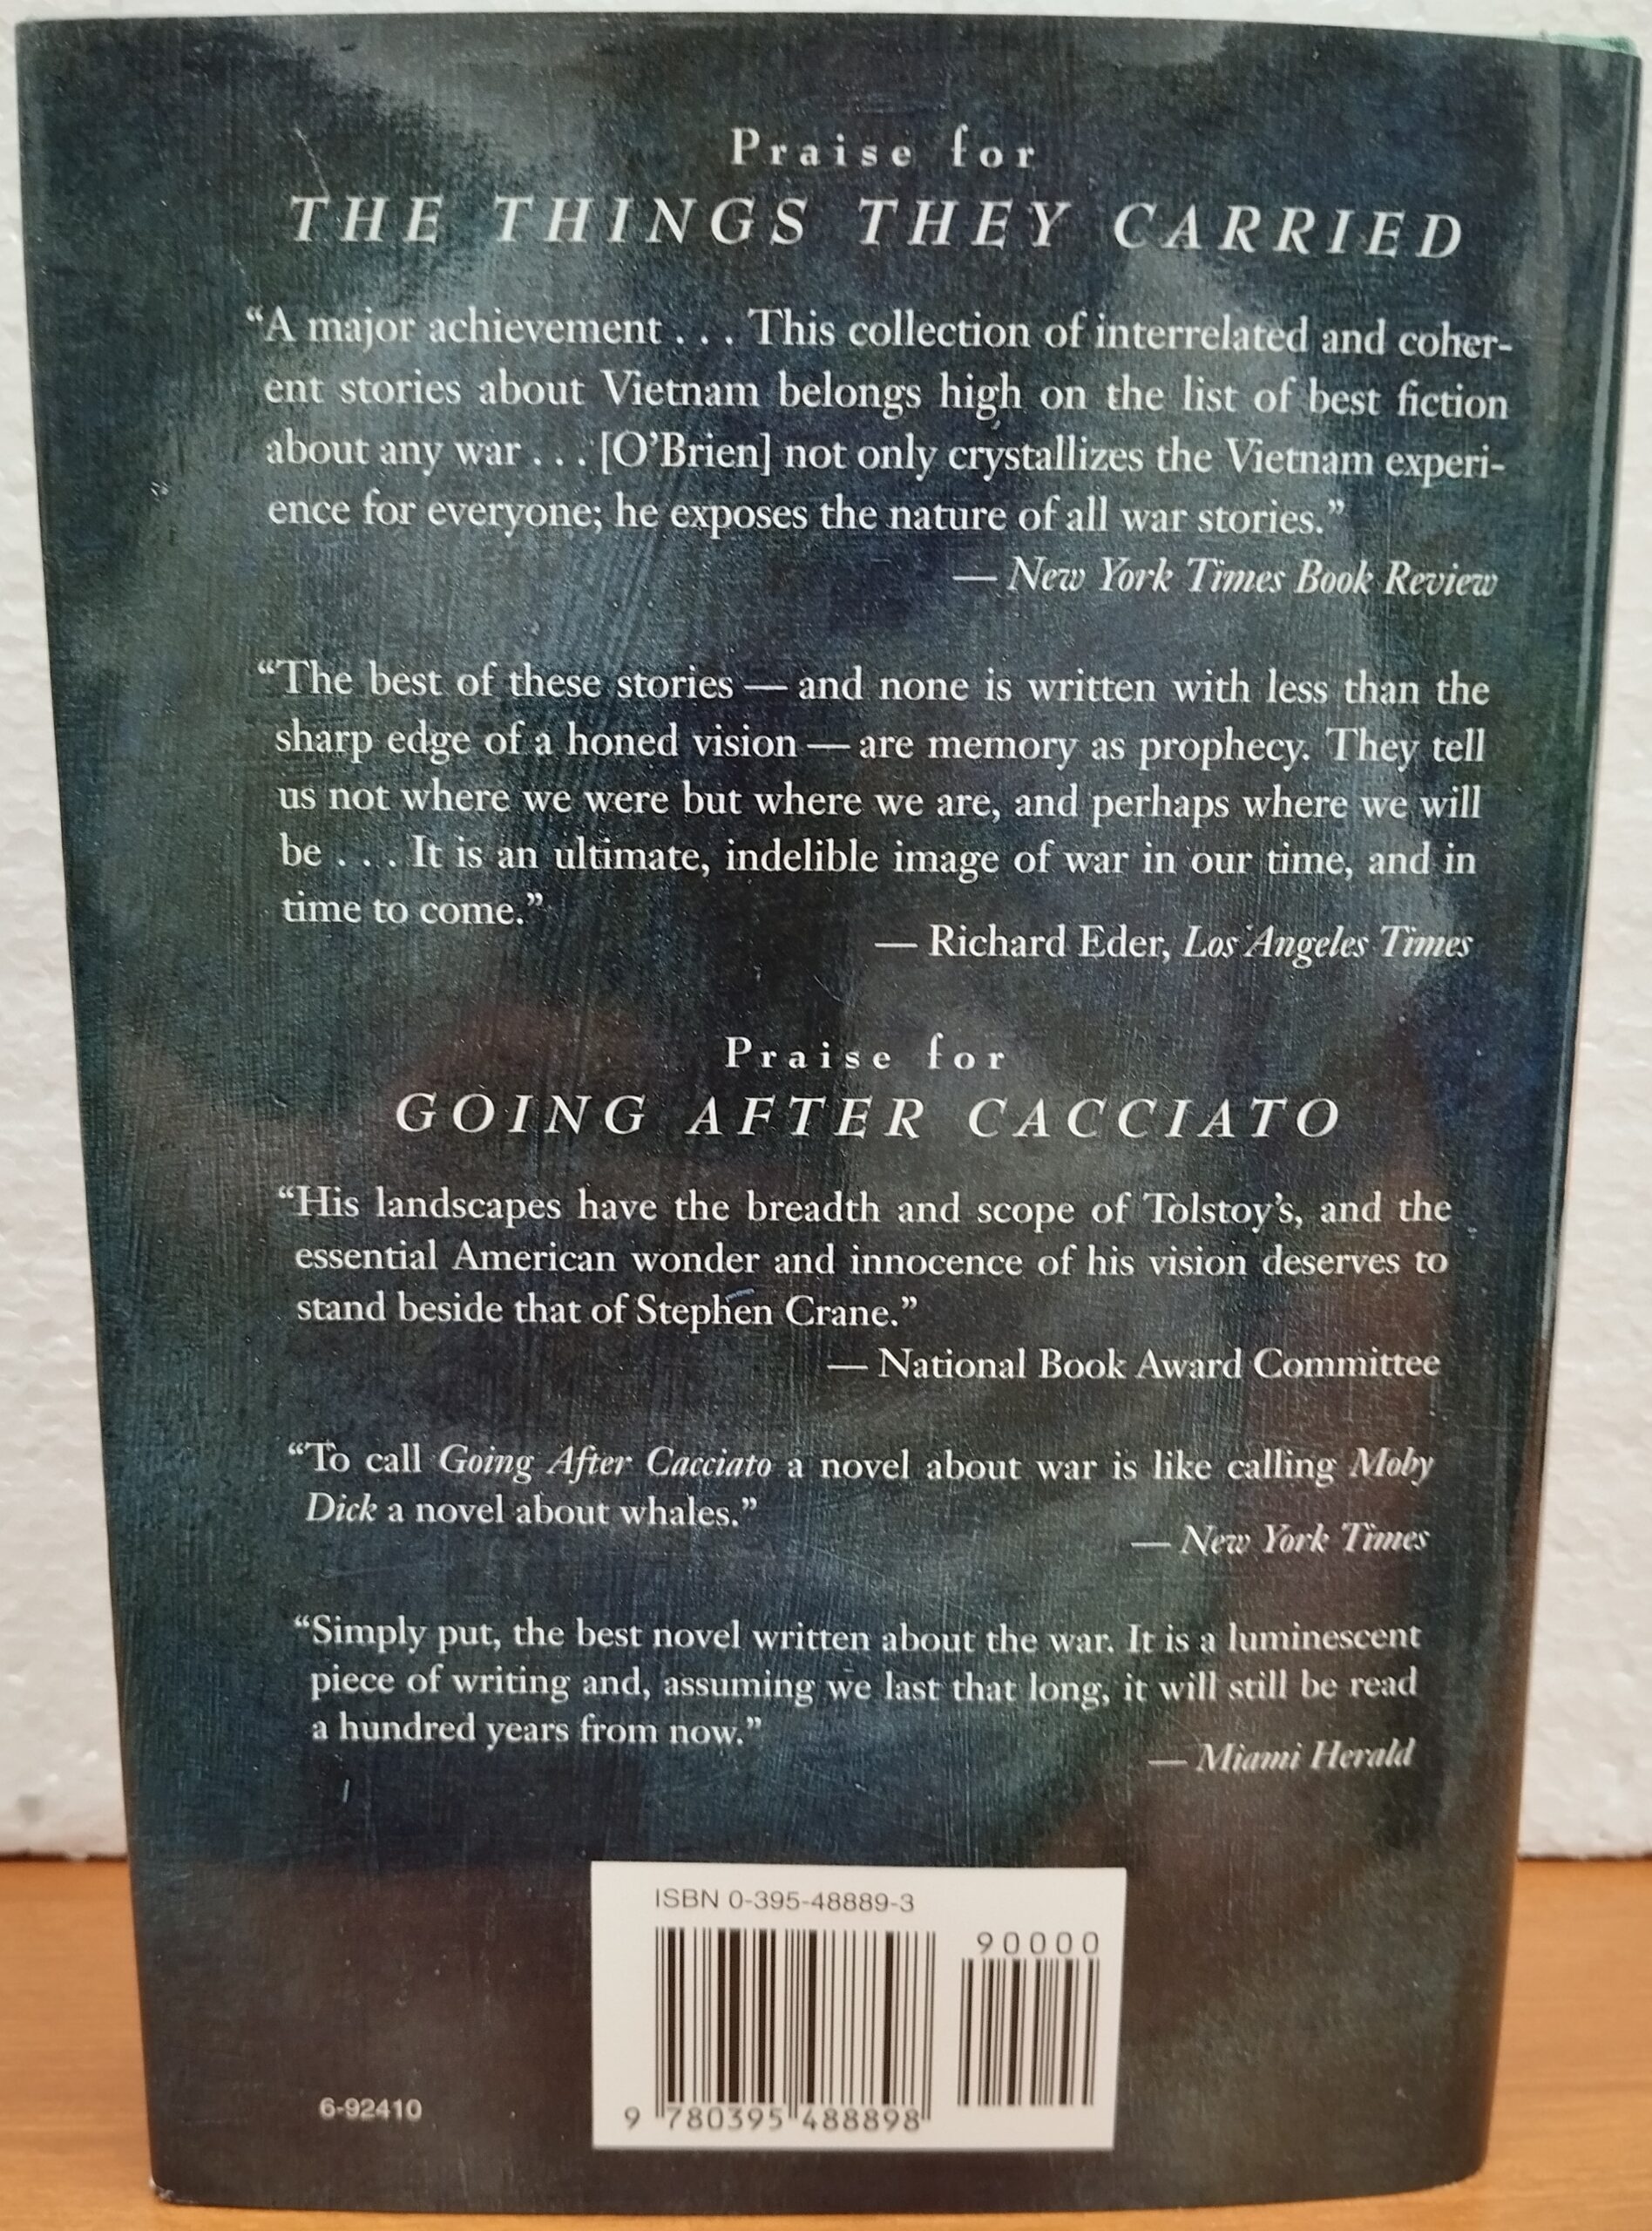 Praise for
THE THINGS THEY CARRIED
“A major achievement . . . This collection of interrelated and coher-
ent stories about Vietnam belongs high on the list of best fiction
about any war . . . [O’Brien] not only crystallizes the Vietnam experi-
ence for everyone; he exposes the nature of all war stories.”
— New York Times Book Review
“The best of these stories — and none is written with less than the
sharp edge of a honed vision — are memory as prophecy. They tell
us not where we were but where we are, and perhaps where we will
be . . . It is an ultimate, indelible image of war in our time, and in
time to come.”
— Richard Eder, Los Angeles Times
Praise for
GOING AFTER CACCIATO
“His landscapes have the breadth and scope of Tolstoy’s, and the
essential American wonder and innocence of his vision deserves to
stand beside that of Stephen Crane.”
— National Book Award Committee
“To call Going After Cacciato a novel about war is like calling Moby
Dick a novel about whales.”
— New York Times
“Simply put, the best novel written about the war. It is a luminescent
piece of writing and, assuming we last that long, it will still be read
a hundred years from now.”
— Miami Herald
ISBN 0-395-48889-3
90000
9 780395 488898
6-92410